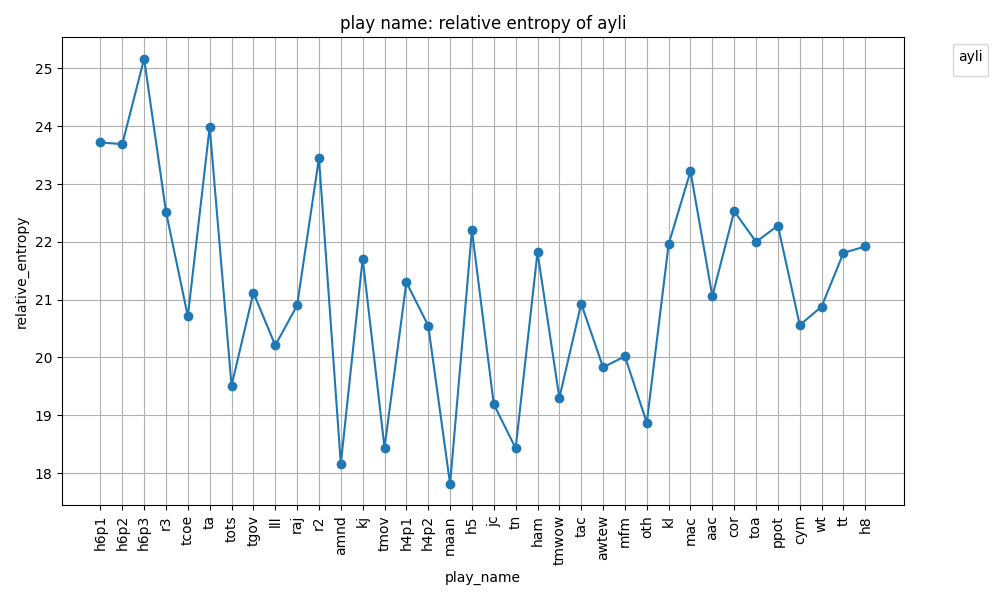 play name: relative entropy of ayli
ayli
relative_entropy
25
24
23
22
21
20
19
18
h6p1
h6p2
h6p3
r3
tcoe
ta
tots
tgov
lll
raj
r2
amnd
kj
tmov
h4p1
h4p2
maan
h5
jc
tn
ham
tmwow
tac
awtew
mfm
oth
kl
mac
aac
cor
toa
ppot
cym
wt
tt
h8
play_name